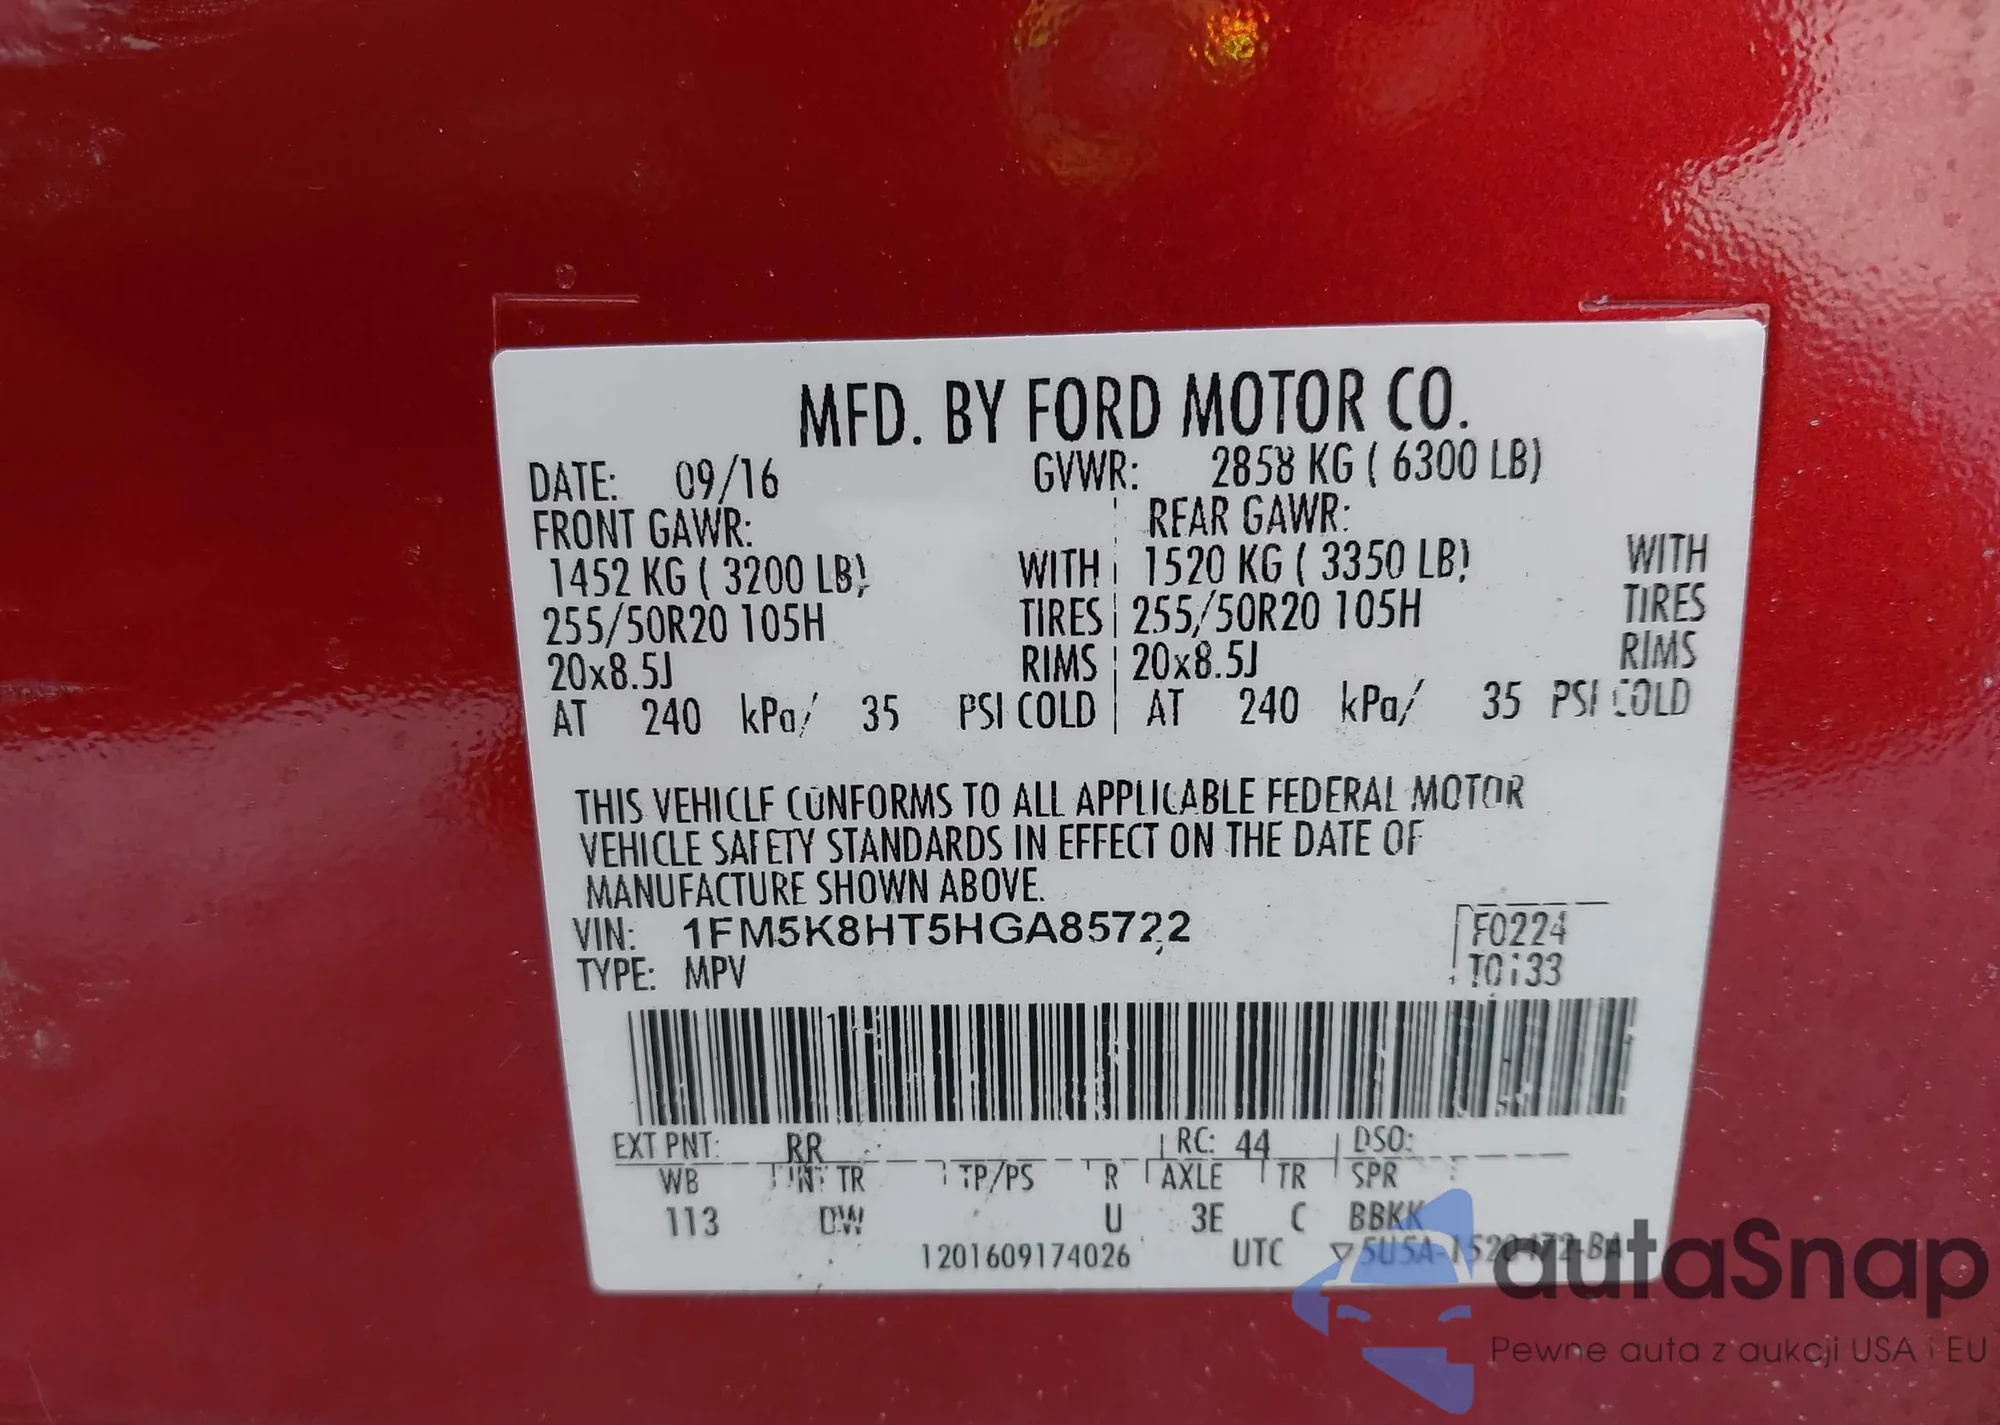 MFD. BY FORD MOTOR CO.
DATE: 09/16 GVWR: 2858 KG ( 6300 LB)
FRONT GAWR: REAR GAWR:
1452 KG ( 3200 LB) WITH 1520 KG ( 3350 LB) WITH
255/50R20 105H TIRES 255/50R20 105H TIRES
20x8.5J RIMS 20x8.5J RIMS
AT 240 kPa/ 35 PSI COLD AT 240 kPa/ 35 PSI COLD
THIS VEHICLE CONFORMS TO ALL APPLICABLE FEDERAL MOTOR
VEHICLE SAFETY STANDARDS IN EFFECT ON THE DATE OF
MANUFACTURE SHOWN ABOVE.
VIN: 1FM5K8HT5HGA85722 F0224
TYPE: MPV T0133
EXT PNT: RR RC: 44 DSO:
WB INT TR TP/PS R AXLE TR SPR
113 DW U 3E C BBKK
1201609174026 UTC ▽5U5A-1520472-BA
autaSnap
Pewne auta z aukcji USA i EU